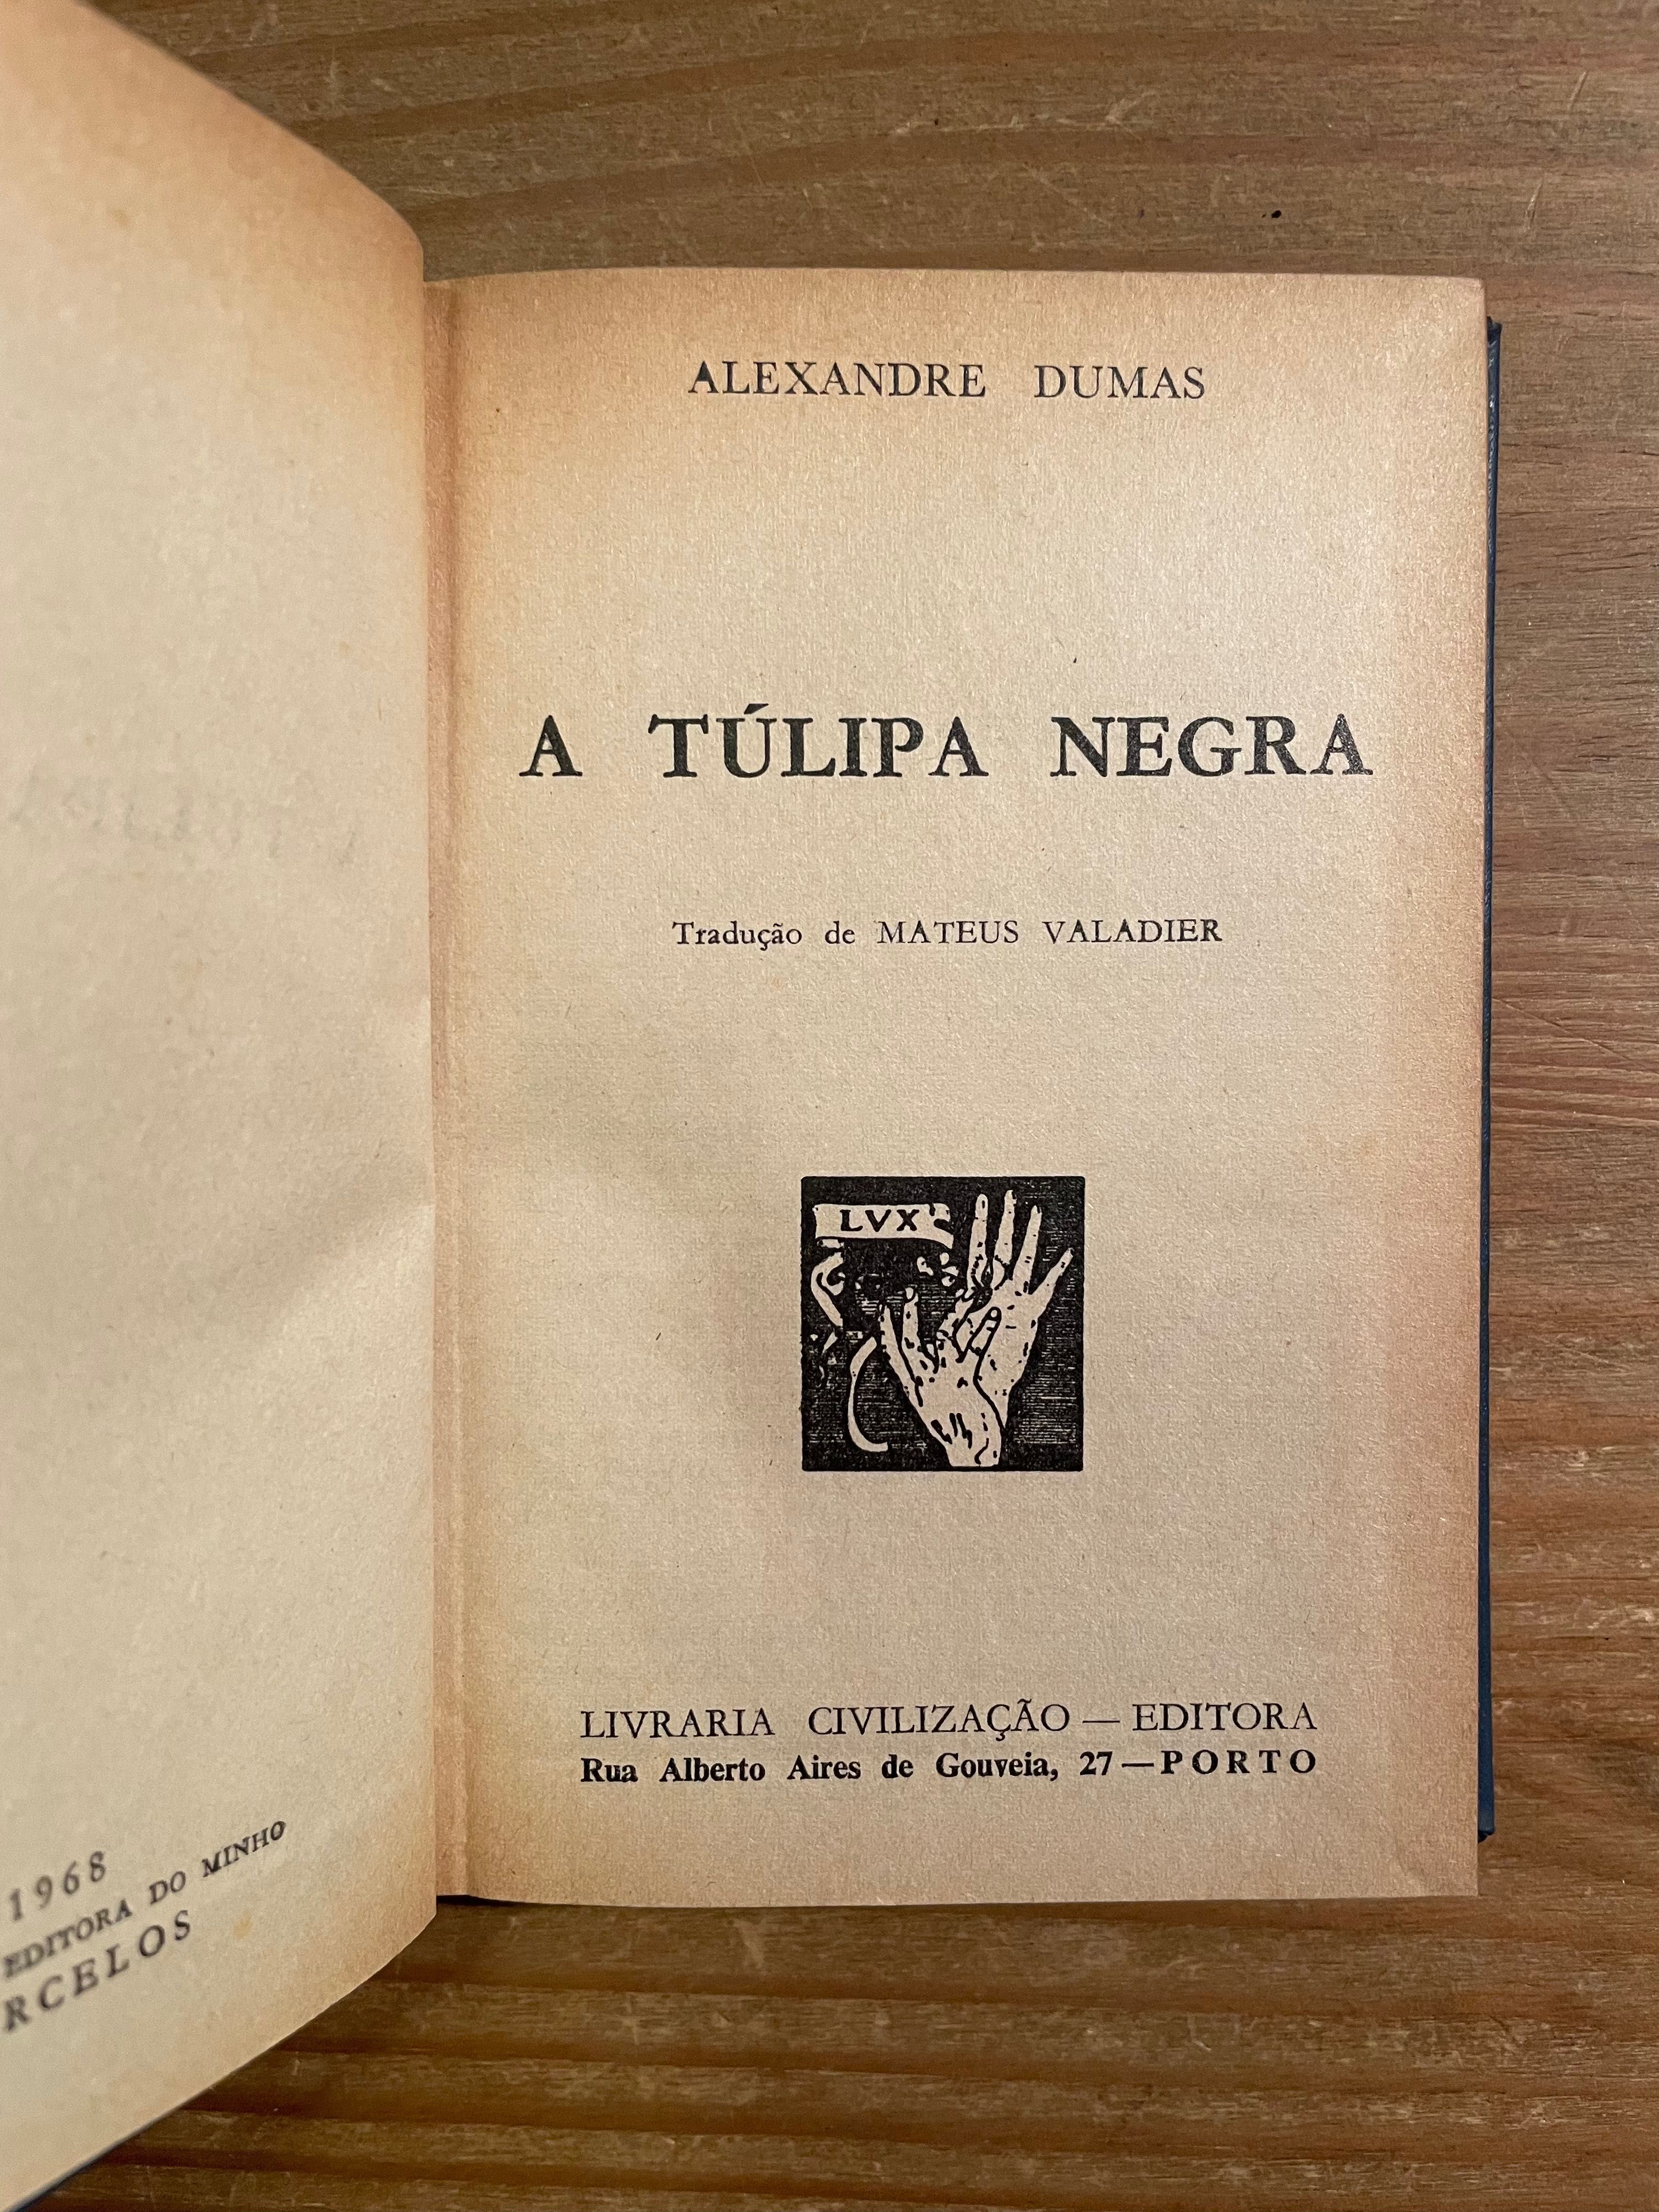 1968
EDITORA DO MINHO
RCELOS
ALEXANDRE DUMAS
A TÚLIPA NEGRA
Tradução de MATEUS VALADIER
LVX
LIVRARIA CIVILIZAÇÃO — EDITORA
Rua Alberto Aires de Gouveia, 27 — PORTO